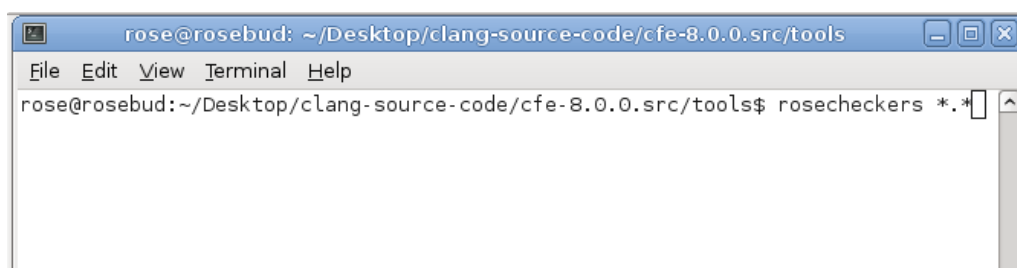 rose@rosebud: ~/Desktop/clang-source-code/cfe-8.0.0.src/tools
File Edit View Terminal Help
rose@rosebud:~/Desktop/clang-source-code/cfe-8.0.0.src/tools$ rosecheckers *.*